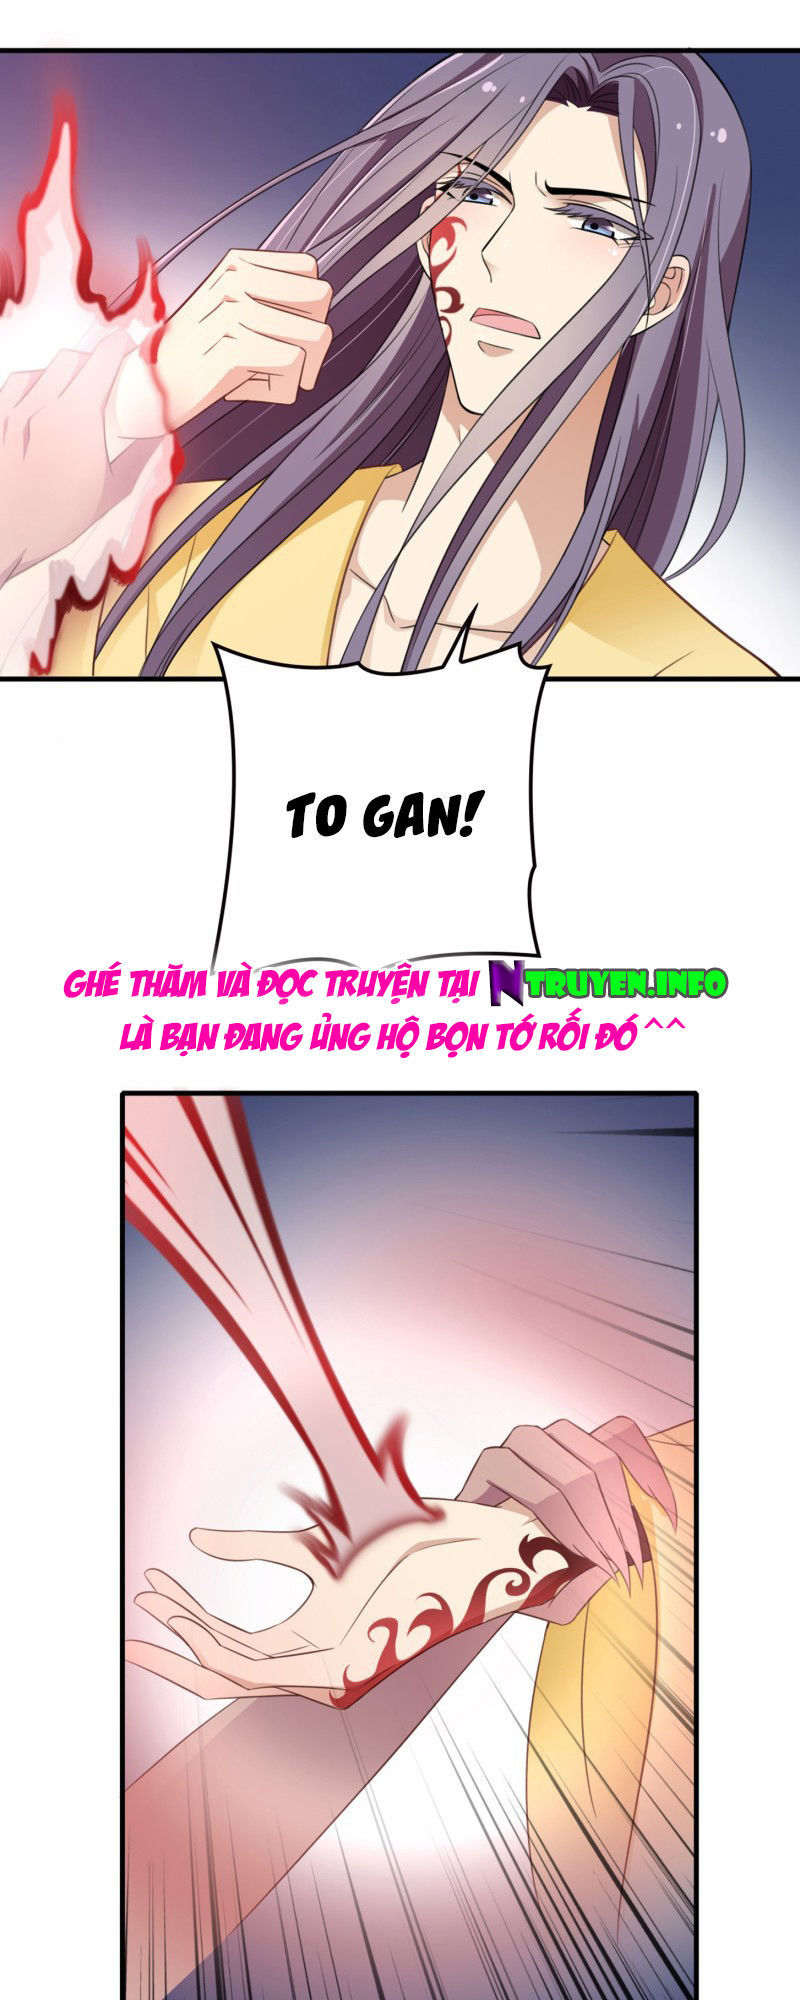 TO GAN!
GHÉ THĂM VÀ ĐỌC TRUYỆN TẠI NTRUYEN.INFO
LÀ BẠN ĐANG ỦNG HỘ BỌN TỚ RỒI ĐÓ ^^